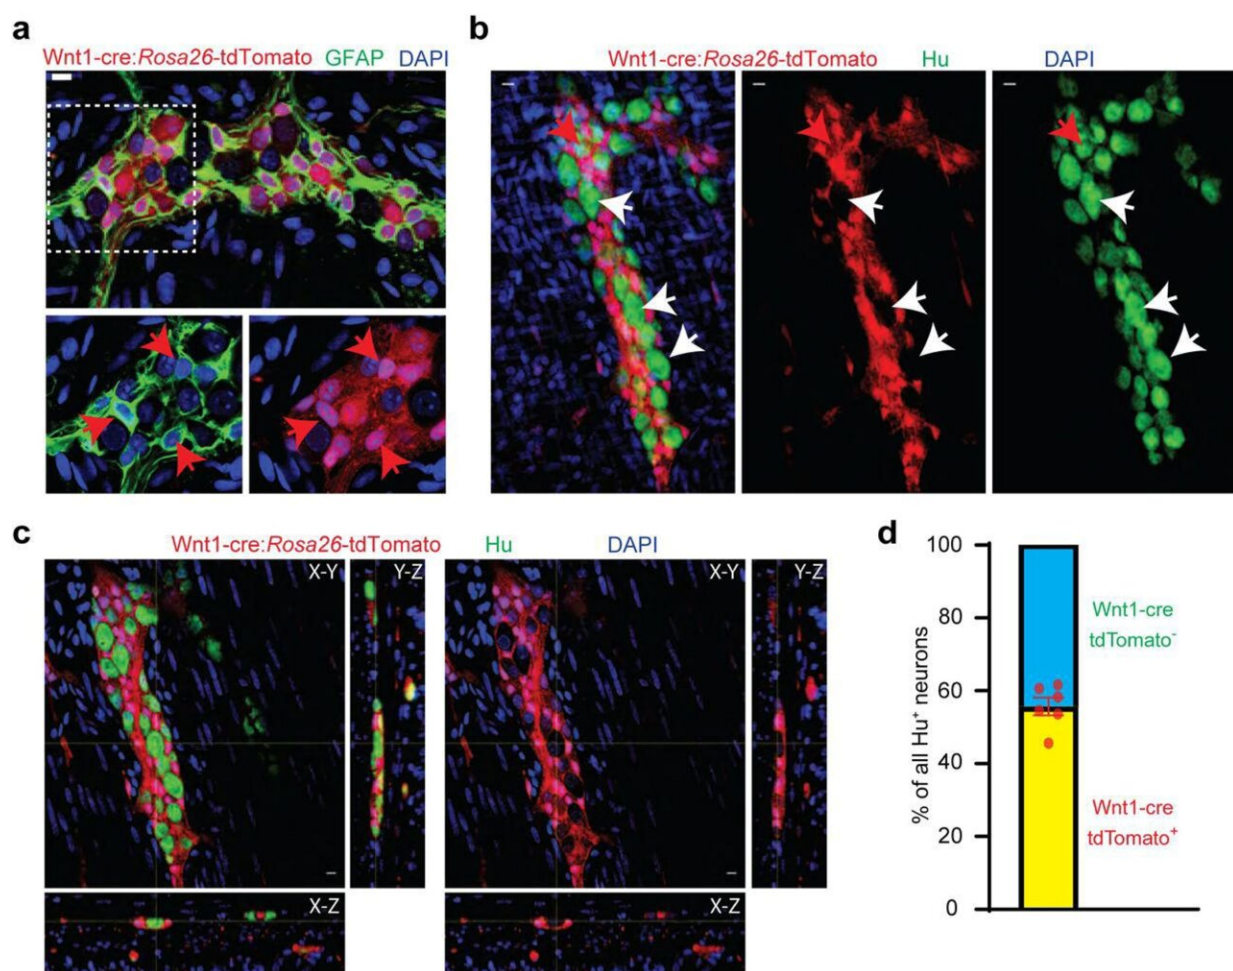 a
Wnt1-cre:Rosa26-tdTomato GFAP DAPI
b
Wnt1-cre:Rosa26-tdTomato Hu DAPI
c
Wnt1-cre:Rosa26-tdTomato Hu DAPI
X-Y
Y-Z
X-Y
Y-Z
X-Z
X-Z
d
% of all Hu⁺ neurons
100
80
60
40
20
0
Wnt1-cre
tdTomato⁻
Wnt1-cre
tdTomato⁺